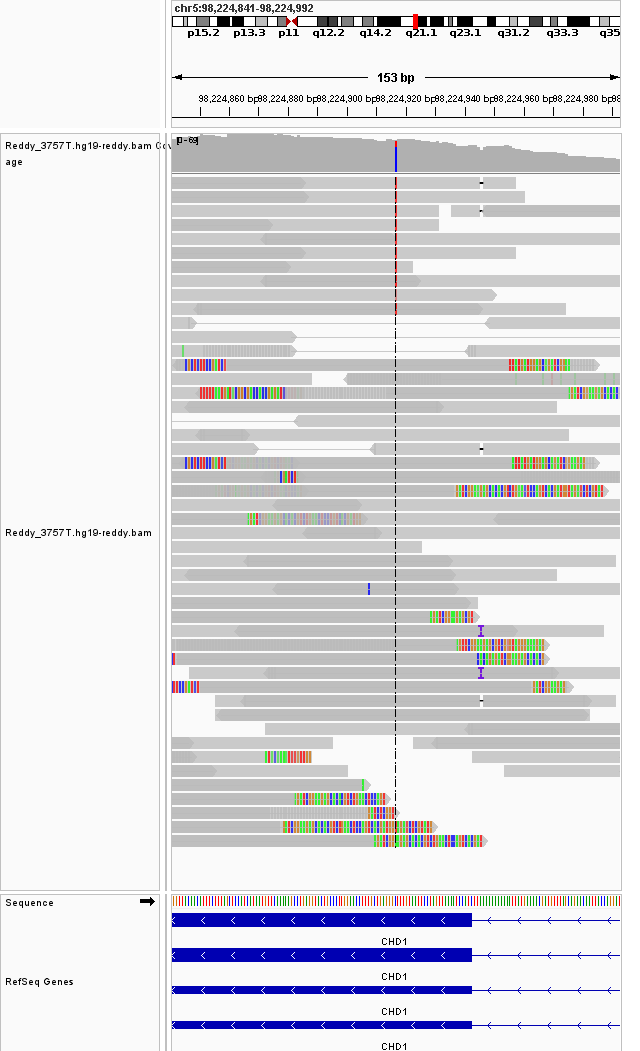 chr5:98,224,841-98,224,992
p15.2 p13.3 p11 q12.2 q14.2 q21.1 q23.1 q31.2 q33.3 q35
153 bp
98,224,860 bp 98,224,880 bp 98,224,900 bp 98,224,920 bp 98,224,940 bp 98,224,960 bp 98,224,980 bp 98
Reddy_3757T.hg19-reddy.bam Cov
age
Reddy_3757T.hg19-reddy.bam
Sequence
CHD1
CHD1
RefSeq Genes
CHD1
CHD1